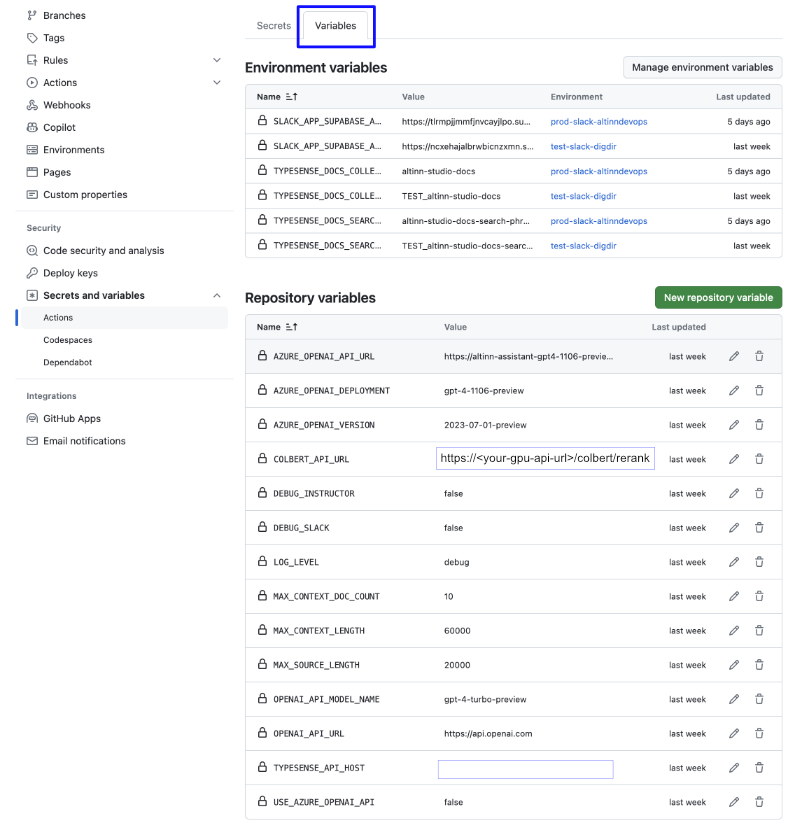 Branches
Tags
Rules
Actions
Webhooks
Copilot
Environments
Pages
Custom properties
Security
Code security and analysis
Deploy keys
Secrets and variables
Actions
Codespaces
Dependabot
Integrations
GitHub Apps
Email notifications
Secrets Variables
Environment variables Manage environment variables
Name Value Environment Last updated
SLACK_APP_SUPABASE_A... https://tlrmpjjmmfjnvcayjlpo.su... prod-slack-altinndevops 5 days ago
SLACK_APP_SUPABASE_A... https://ncxehajalbrwbicnzxmn.s... test-slack-digdir last week
TYPESENSE_DOCS_COLLE... altinn-studio-docs prod-slack-altinndevops 5 days ago
TYPESENSE_DOCS_COLLE... TEST_altinn-studio-docs test-slack-digdir last week
TYPESENSE_DOCS_SEARC... altinn-studio-docs-search-phr... prod-slack-altinndevops 5 days ago
TYPESENSE_DOCS_SEARC... TEST_altinn-studio-docs-searc... test-slack-digdir last week
Repository variables New repository variable
Name Value Last updated
AZURE_OPENAI_API_URL https://altinn-assistant-gpt4-1106-previe... last week
AZURE_OPENAI_DEPLOYMENT gpt-4-1106-preview last week
AZURE_OPENAI_VERSION 2023-07-01-preview last week
COLBERT_API_URL https://<your-gpu-api-url>/colbert/rerank last week
DEBUG_INSTRUCTOR false last week
DEBUG_SLACK false last week
LOG_LEVEL debug last week
MAX_CONTEXT_DOC_COUNT 10 last week
MAX_CONTEXT_LENGTH 60000 last week
MAX_SOURCE_LENGTH 20000 last week
OPENAI_API_MODEL_NAME gpt-4-turbo-preview last week
OPENAI_API_URL https://api.openai.com last week
TYPESENSE_API_HOST last week
USE_AZURE_OPENAI_API false last week